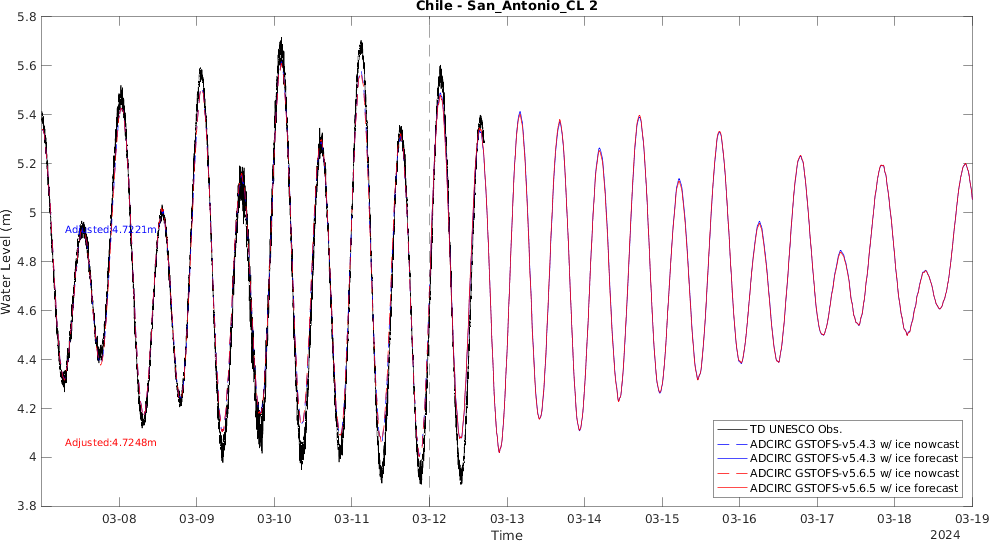 Chile - San_Antonio_CL 2
5.8
5.6
5.4
5.2
5
4.8
4.6
4.4
4.2
4
3.8
Water Level (m)
Adjusted:4.7221m
Adjusted:4.7248m
TD UNESCO Obs.
ADCIRC GSTOFS-v5.4.3 w/ ice nowcast
ADCIRC GSTOFS-v5.4.3 w/ ice forecast
ADCIRC GSTOFS-v5.6.5 w/ ice nowcast
ADCIRC GSTOFS-v5.6.5 w/ ice forecast
03-08 03-09 03-10 03-11 03-12 03-13 03-14 03-15 03-16 03-17 03-18 03-19
Time
2024